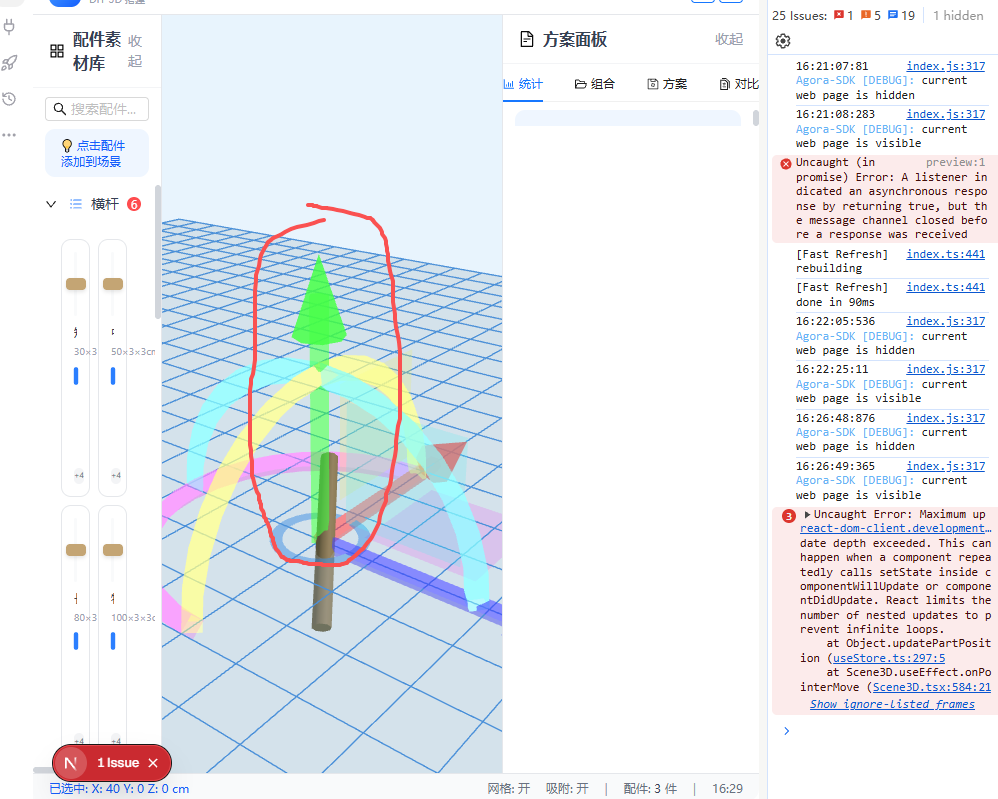 配件素材库
收起
搜索配件...
点击配件
添加到场景
横杆 6
30×3
50×3×3cm
+4
+4
80×3
100×3×3c
+4
+4
N 1 Issue ×
方案面板
收起
统计
组合
方案
对比
已选中: X: 40 Y: 0 Z: 0 cm
网格: 开
吸附: 开
|
配件: 3 件
|
16:29
25 Issues: 1 5 19 1 hidden
16:21:07:81 index.js:317
Agora-SDK [DEBUG]: current
web page is hidden
16:21:08:283 index.js:317
Agora-SDK [DEBUG]: current
web page is visible
Uncaught (in preview:1
promise) Error: A listener in
dicated an asynchronous respo
nse by returning true, but th
e message channel closed befo
re a response was received
[Fast Refresh] index.ts:441
rebuilding
[Fast Refresh] index.ts:441
done in 90ms
16:22:05:536 index.js:317
Agora-SDK [DEBUG]: current
web page is hidden
16:22:25:11 index.js:317
Agora-SDK [DEBUG]: current
web page is visible
16:26:48:876 index.js:317
Agora-SDK [DEBUG]: current
web page is hidden
16:26:49:365 index.js:317
Agora-SDK [DEBUG]: current
web page is visible
3 Uncaught Error: Maximum up
react-dom-client.development…
date depth exceeded. This can
happen when a component repea
tedly calls setState inside c
omponentWillUpdate or compone
ntDidUpdate. React limits the
number of nested updates to p
revent infinite loops.
at Object.updatePartPosit
ion (useStore.ts:297:5
at Scene3D.useEffect.onPo
interMove (Scene3D.tsx:584:21
Show ignore-listed frames